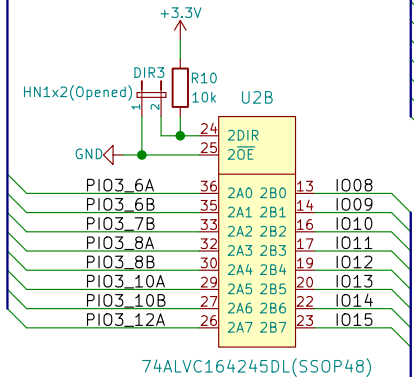 +3.3V
DIR3
HN1x2(Opened)
1 2
R10
10k
U2B
24 2DIR
GND
25 2OE
PIO3_6A 36 2A0 2B0 13 IO08
PIO3_6B 35 2A1 2B1 14 IO09
PIO3_7B 33 2A2 2B2 16 IO10
PIO3_8A 32 2A3 2B3 17 IO11
PIO3_8B 30 2A4 2B4 19 IO12
PIO3_10A 29 2A5 2B5 20 IO13
PIO3_10B 27 2A6 2B6 22 IO14
PIO3_12A 26 2A7 2B7 23 IO15
74ALVC164245DL(SSOP48)